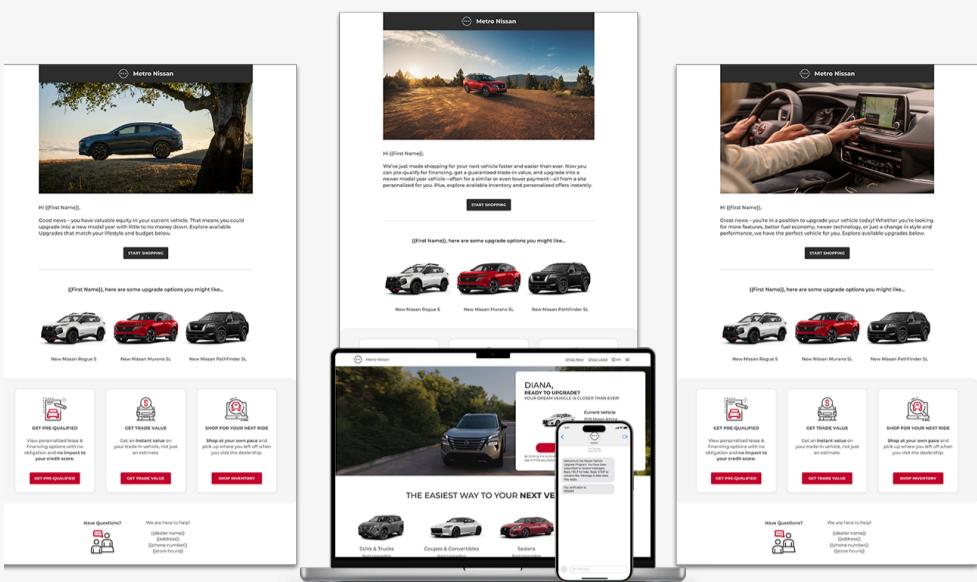 Metro Nissan
Hi {{First Name}},
Good news – you have valuable equity in your current vehicle. That means you could
upgrade into a new model year with little to no money down. Explore available
Upgrades that match your lifestyle and budget below.
START SHOPPING
{{First Name}}, here are some upgrade options you might like...
New Nissan Rogue S
New Nissan Murano SL
New Nissan Pathfinder SL
GET PRE-QUALIFIED
View personalized lease &
financing options with no
obligation and no impact to
your credit score.
GET PRE-QUALIFIED
GET TRADE VALUE
Get an instant value on
your trade-in vehicle, not just
an estimate.
GET TRADE VALUE
SHOP FOR YOUR NEXT RIDE
Shop at your own pace and
pick up where you left off when
you visit the dealership.
SHOP INVENTORY
Have Questions?
We are here to help!
{{dealer name}}
{{address}}
{{phone number}}
{{store hours}}
Metro Nissan
Hi {{First Name}},
We've just made shopping for your next vehicle faster and easier than ever. Now you
can pre-qualify for financing, get a guaranteed trade-in value, and upgrade into a
newer model year vehicle—often for a similar or even lower payment—all from a site
personalized for you. Plus, explore available inventory and personalized offers instantly.
START SHOPPING
{{First Name}}, here are some upgrade options you might like...
New Nissan Rogue S
New Nissan Murano SL
New Nissan Pathfinder SL
Metro Nissan
Shop New
Shop Used
DIANA,
READY TO UPGRADE?
YOUR DREAM VEHICLE IS CLOSER THAN EVER!
Current Vehicle
THE EASIEST WAY TO YOUR NEXT VE
SUVs & Trucks
Coupes & Convertibles
Sedans
Metro Nissan
Hi {{First Name}},
Great news – you're in a position to upgrade your vehicle today! Whether you're looking
for more features, better fuel economy, newer technology, or just a change in style and
performance, we have the perfect vehicle for you. Explore available upgrades below.
START SHOPPING
{{First Name}}, here are some upgrade options you might like...
New Nissan Rogue S
New Nissan Murano SL
New Nissan Pathfinder SL
GET PRE-QUALIFIED
View personalized lease &
financing options with no
obligation and no impact to
your credit score.
GET PRE-QUALIFIED
GET TRADE VALUE
Get an instant value on
your trade-in vehicle, not just
an estimate.
GET TRADE VALUE
SHOP FOR YOUR NEXT RIDE
Shop at your own pace and
pick up where you left off when
you visit the dealership.
SHOP INVENTORY
Have Questions?
We are here to help!
{{dealer name}}
{{address}}
{{phone number}}
{{store hours}}